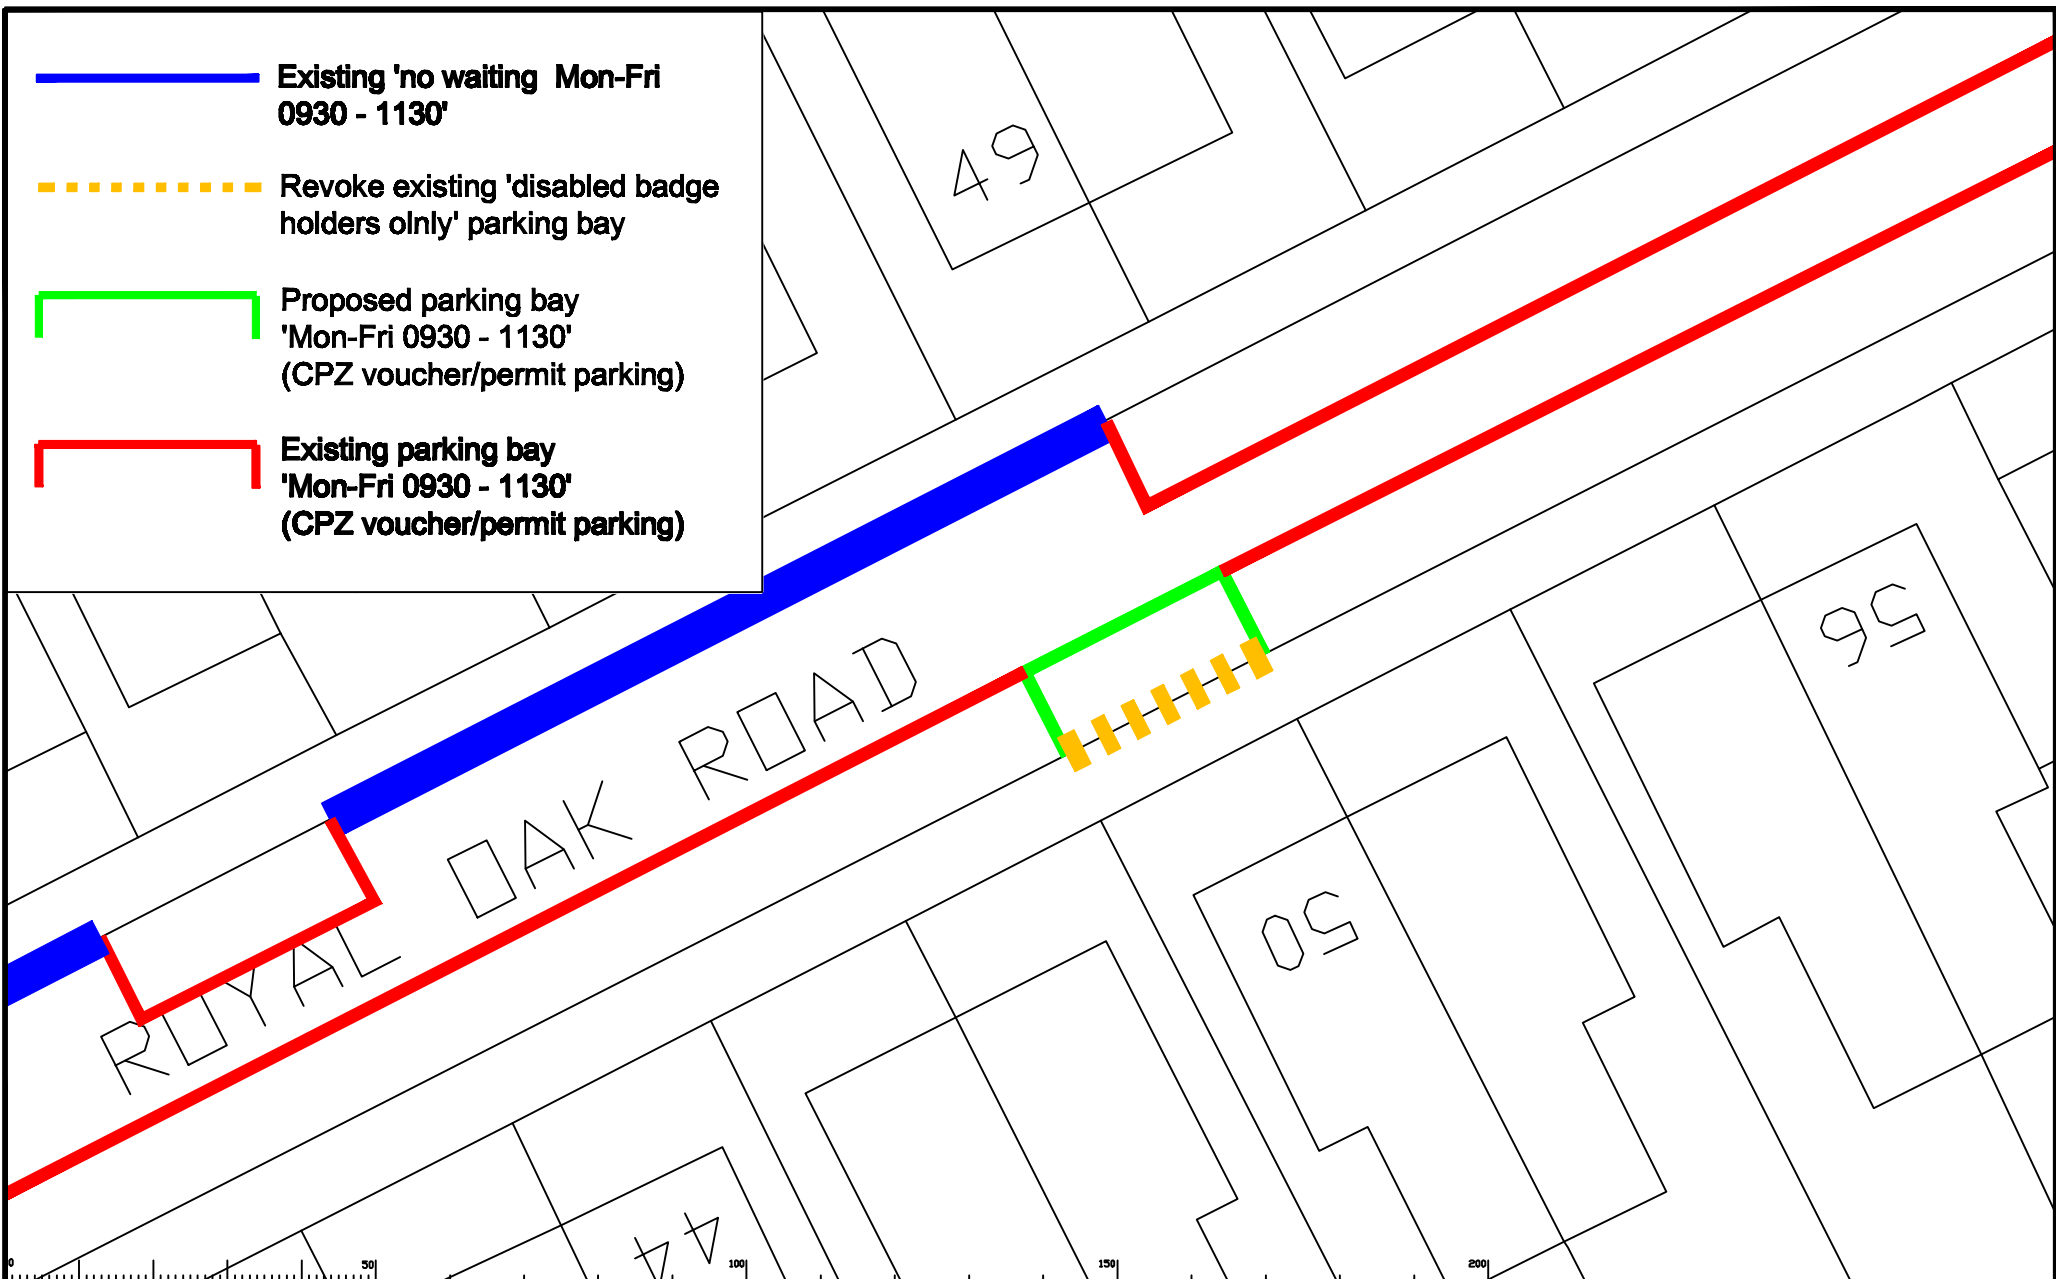 Existing 'no waiting  Mon-Fri
0930 - 1130'
Revoke existing 'disabled badge
holders olnly' parking bay
Proposed parking bay
'Mon-Fri 0930 - 1130'
(CPZ voucher/permit parking)
Existing parking bay
'Mon-Fri 0930 - 1130'
(CPZ voucher/permit parking)
49
ROYAL OAK ROAD
56
50
44
0 50 100 150 200